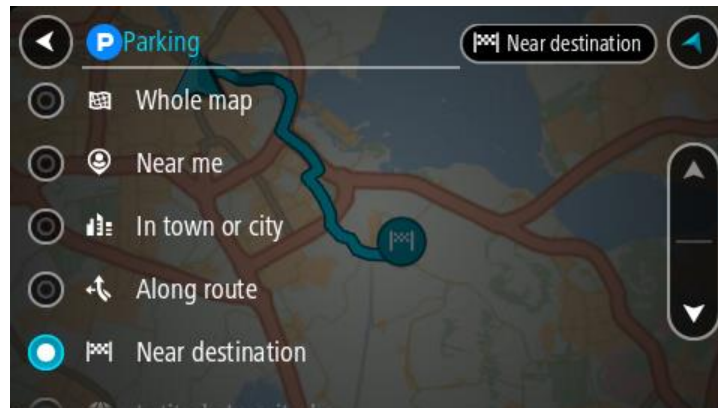 P Parking
Near destination
Whole map
Near me
In town or city
Along route
Near destination